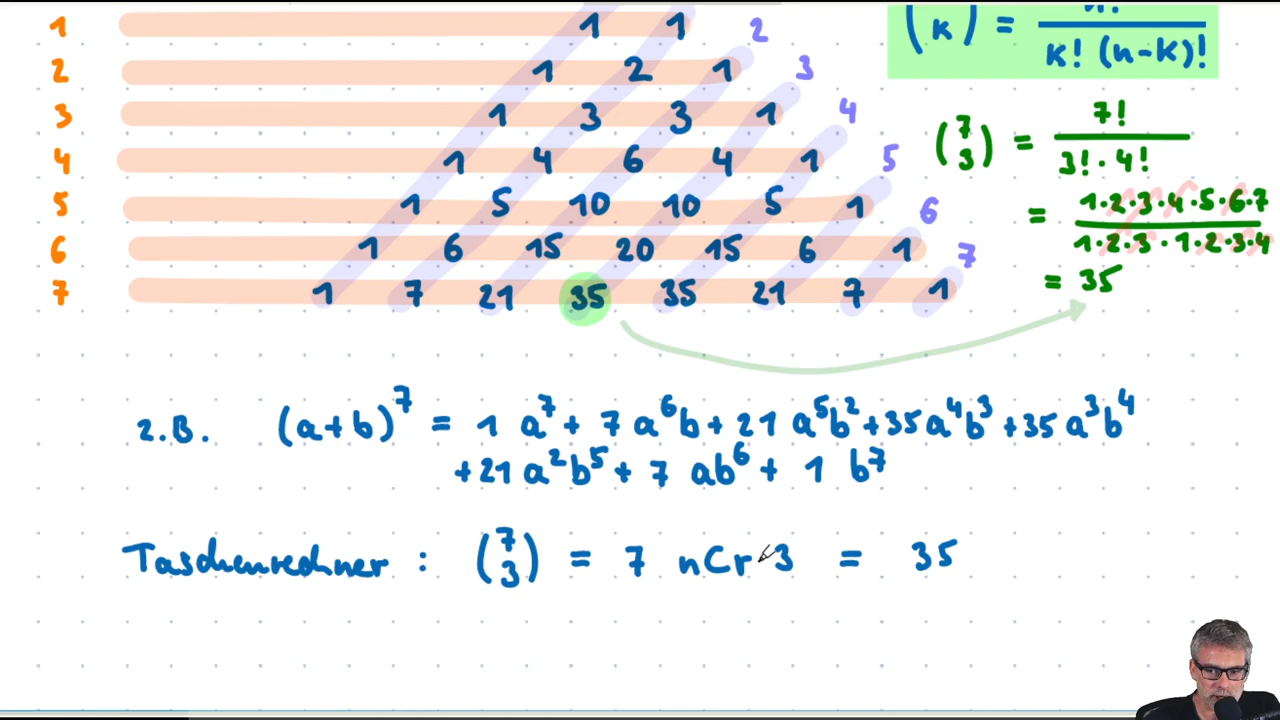 1 1 1 2
2 1 2 1 3
3 1 3 3 1 4
4 1 4 6 4 1 5
5 1 5 10 10 5 1 6
6 1 6 15 20 15 6 1 7
7 1 7 21 35 35 21 7 1
( K ) = n! / K! (n-K)!
(7 3) = 7! / 3! · 4!
= 1·2·3·4·5·6·7 / 1·2·3 · 1·2·3·4
= 35
z.B. (a+b)⁷ = 1 a⁷ + 7 a⁶b + 21 a⁵b² + 35a⁴b³ + 35 a³b⁴
+ 21 a²b⁵ + 7 ab⁶ + 1 b⁷
Taschenrechner : (7 3) = 7 nCr 3 = 35